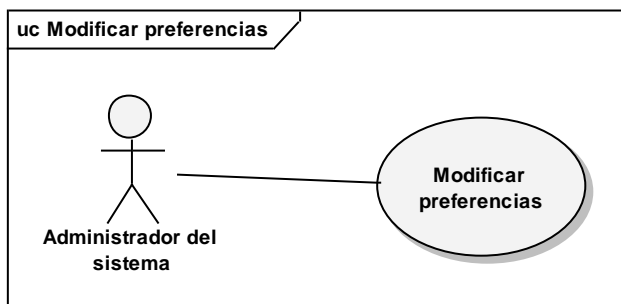 uc Modificar preferencias
Administrador del
sistema
Modificar
preferencias